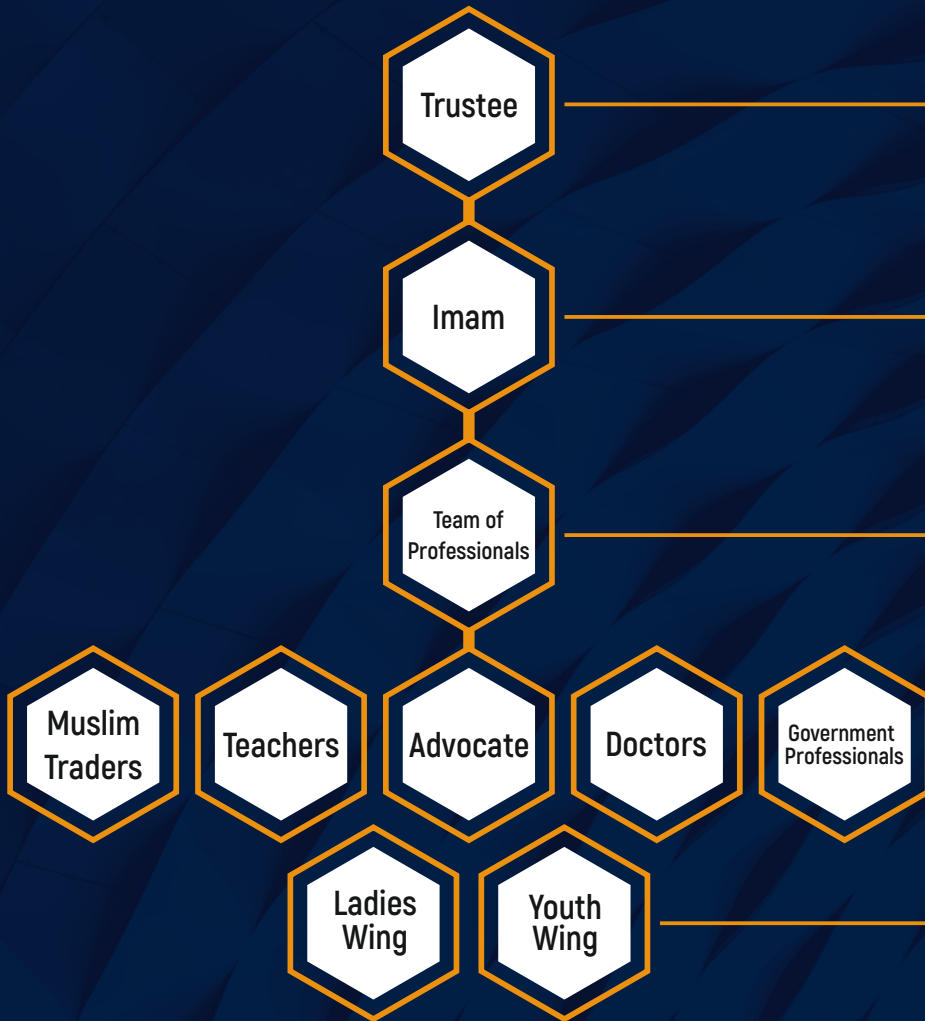 Trustee
Imam
Team of
Professionals
Muslim
Traders
Teachers
Advocate
Doctors
Government
Professionals
Ladies
Wing
Youth
Wing